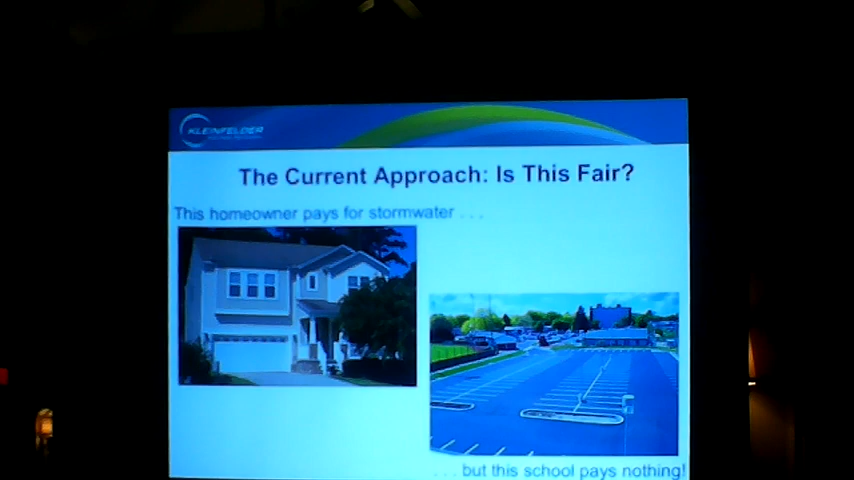 KLEINFELDER
The Current Approach: Is This Fair?
This homeowner pays for stormwater . . .
. . . but this school pays nothing!